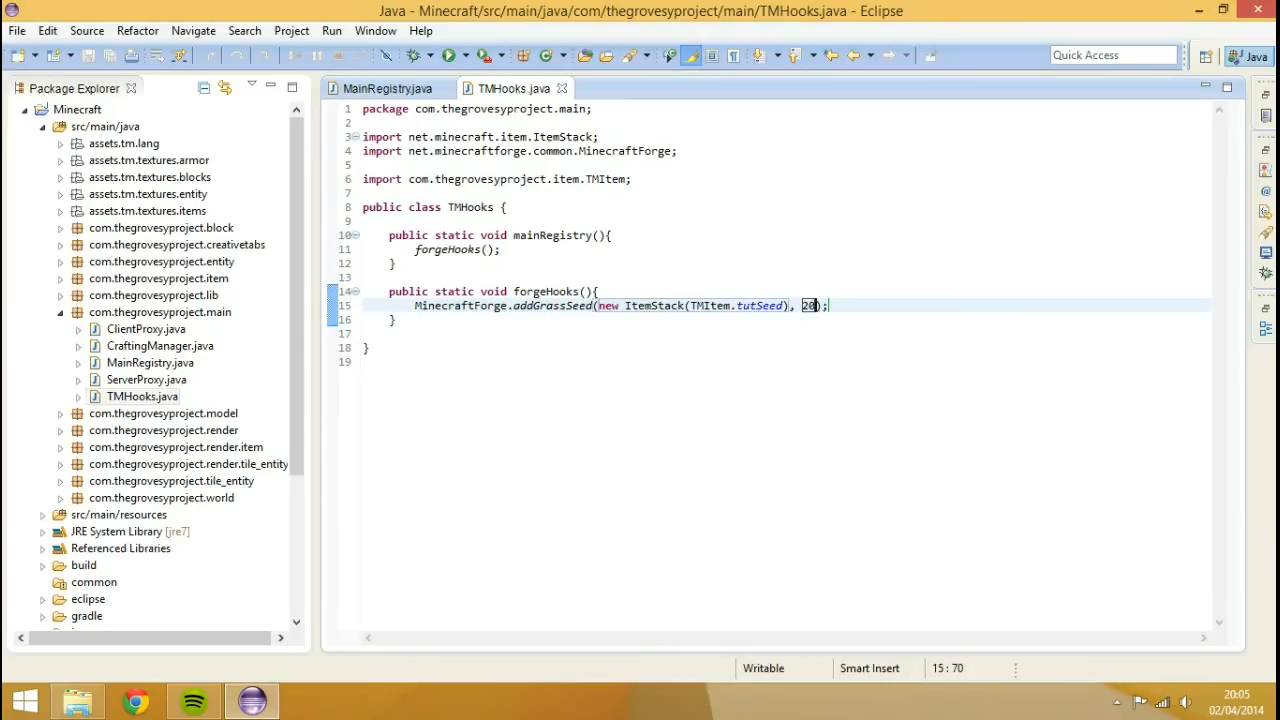 Java - Minecraft/src/main/java/com/thegrovesyproject/main/TMHooks.java - Eclipse
File Edit Source Refactor Navigate Search Project Run Window Help
Quick Access
Java
Package Explorer
Minecraft
src/main/java
assets.tm.lang
assets.tm.textures.armor
assets.tm.textures.blocks
assets.tm.textures.entity
assets.tm.textures.items
com.thegrovesyproject.block
com.thegrovesyproject.creativetabs
com.thegrovesyproject.entity
com.thegrovesyproject.item
com.thegrovesyproject.lib
com.thegrovesyproject.main
ClientProxy.java
CraftingManager.java
MainRegistry.java
ServerProxy.java
TMHooks.java
com.thegrovesyproject.model
com.thegrovesyproject.render
com.thegrovesyproject.render.item
com.thegrovesyproject.render.tile_entity
com.thegrovesyproject.tile_entity
com.thegrovesyproject.world
src/main/resources
JRE System Library [jre7]
Referenced Libraries
build
common
eclipse
gradle
MainRegistry.java TMHooks.java
1 package com.thegrovesyproject.main;
2
3 import net.minecraft.item.ItemStack;
4 import net.minecraftforge.common.MinecraftForge;
5
6 import com.thegrovesyproject.item.TMItem;
7
8 public class TMHooks {
9
10 public static void mainRegistry(){
11 forgeHooks();
12 }
13
14 public static void forgeHooks(){
15 MinecraftForge.addGrassSeed(new ItemStack(TMItem.tutSeed), 20);
16 }
17
18 }
19
Writable Smart Insert 15 : 70
20:05
02/04/2014